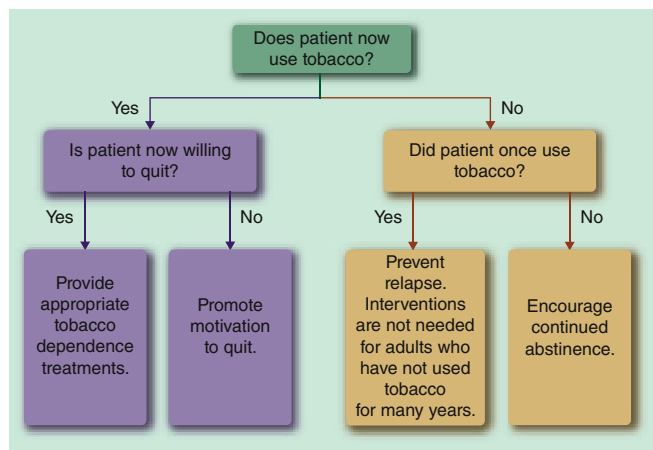 Does patient now
use tobacco?
Yes
No
Is patient now willing
to quit?
Did patient once use
tobacco?
Yes
No
Yes
No
Provide
appropriate
tobacco
dependence
treatments.
Promote
motivation
to quit.
Prevent
relapse.
Interventions
are not needed
for adults who
have not used
tobacco
for many years.
Encourage
continued
abstinence.